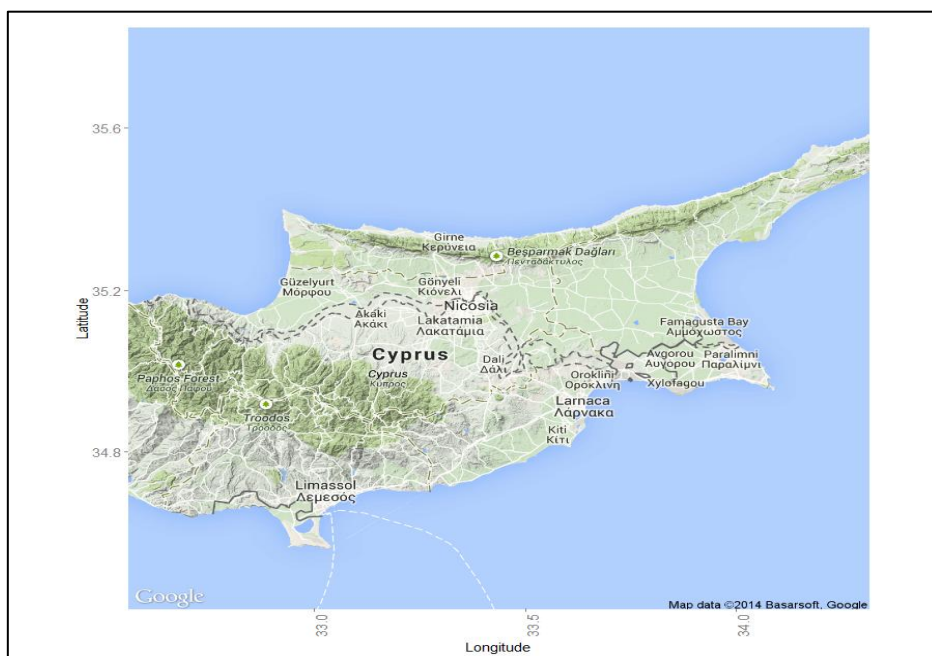 35.6
35.2
34.8
Latitude
Girne
Κερύνεια
Beşparmak Dağları
Πενταδάκτυλος
Güzelyurt
Μόρφου
Gönyeli
Κιόνελι
Nicosia
Akaki
Ακάκι
Lakatamia
Λακατάμια
Famagusta Bay
Αμμόχωστος
Cyprus
Cyprus
Κύπρος
Dali
Δάλι
Avgorou
Αυγόρου
Paralimni
Παραλίμνι
Oroklini
Ορόκλινη
Xylofagou
Paphos Forest
Δάσος Πάφου
Troodos
Τρόοδος
Larnaca
Λάρνακα
Kiti
Κίτι
Limassol
Λεμεσός
Google
Map data ©2014 Basarsoft, Google
33.0
33.5
34.0
Longitude